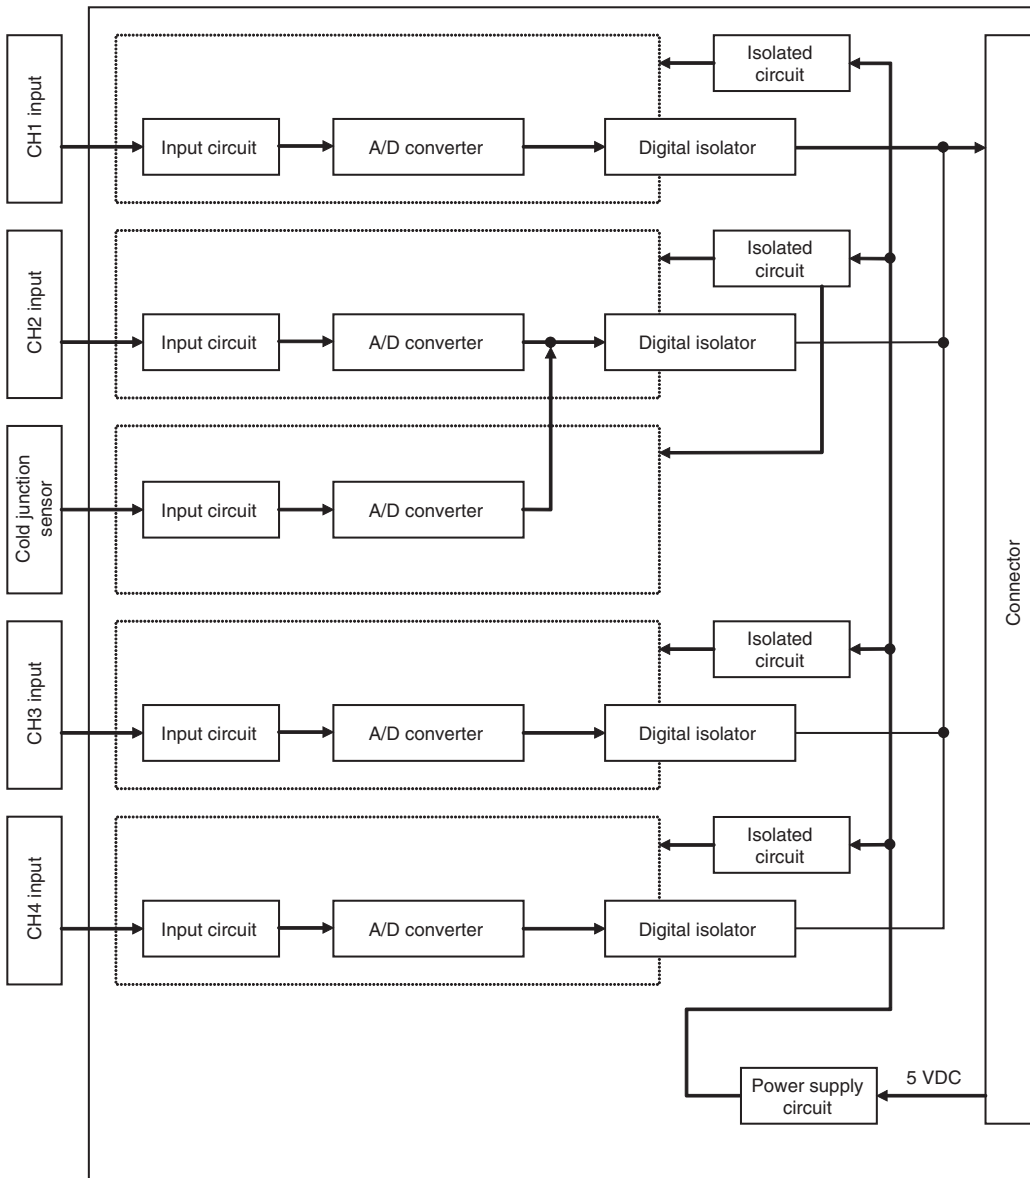 CH1 input
Isolated
circuit
Input circuit
A/D converter
Digital isolator
CH2 input
Isolated
circuit
Input circuit
A/D converter
Digital isolator
Cold junction
sensor
Input circuit
A/D converter
Connector
CH3 input
Isolated
circuit
Input circuit
A/D converter
Digital isolator
CH4 input
Isolated
circuit
Input circuit
A/D converter
Digital isolator
Power supply
circuit
5 VDC